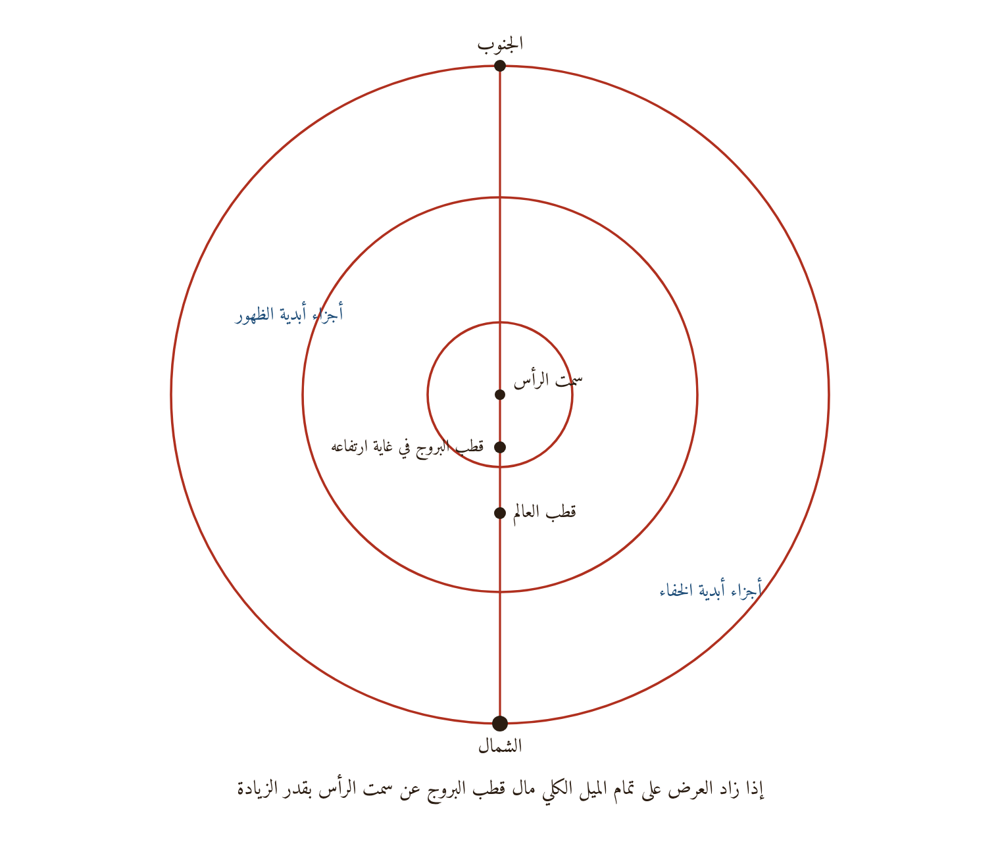 الجنوب
أجزاء أبدية الظهور
سمت الرأس
قطب البروج في غاية ارتفاعه
قطب العالم
أجزاء أبدية الخفاء
الشمال
إذا زاد العرض على تمام الميل الكلي مال قطب البروج عن سمت الرأس بقدر الزيادة